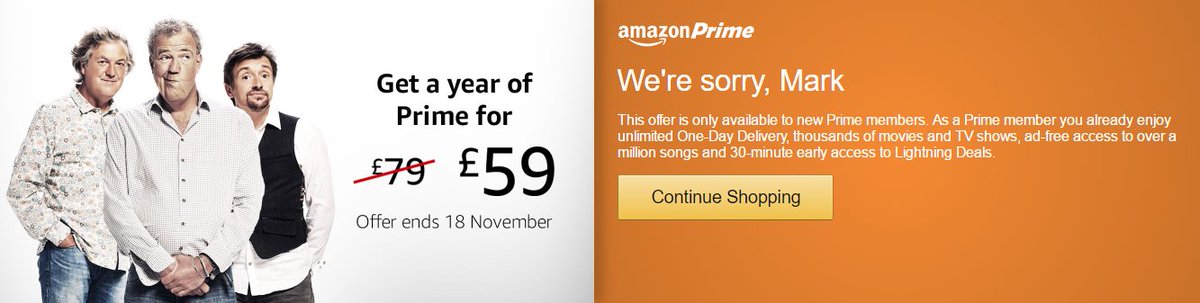 Get a year of
Prime for
£79 £59
Offer ends 18 November
amazonPrime
We're sorry, Mark
This offer is only available to new Prime members. As a Prime member you already enjoy
unlimited One-Day Delivery, thousands of movies and TV shows, ad-free access to over a
million songs and 30-minute early access to Lightning Deals.
Continue Shopping